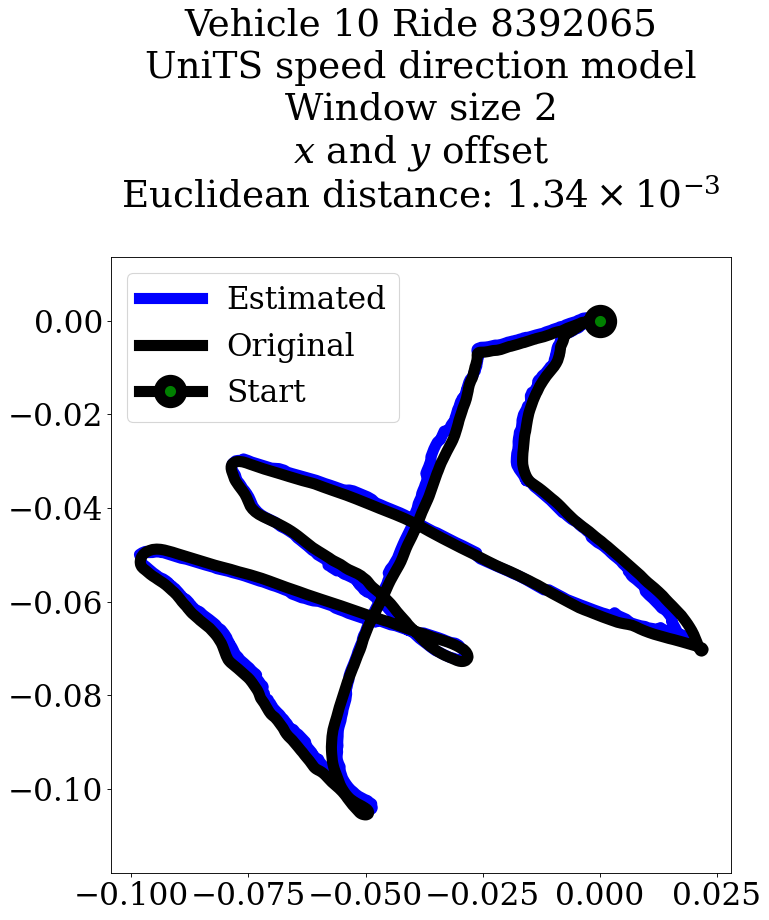 Vehicle 10 Ride 8392065
UniTS speed direction model
Window size 2
x and y offset
Euclidean distance: 1.34 × 10⁻³
Estimated
Original
Start
0.00
−0.02
−0.04
−0.06
−0.08
−0.10
−0.100 −0.075 −0.050 −0.025 0.000 0.025